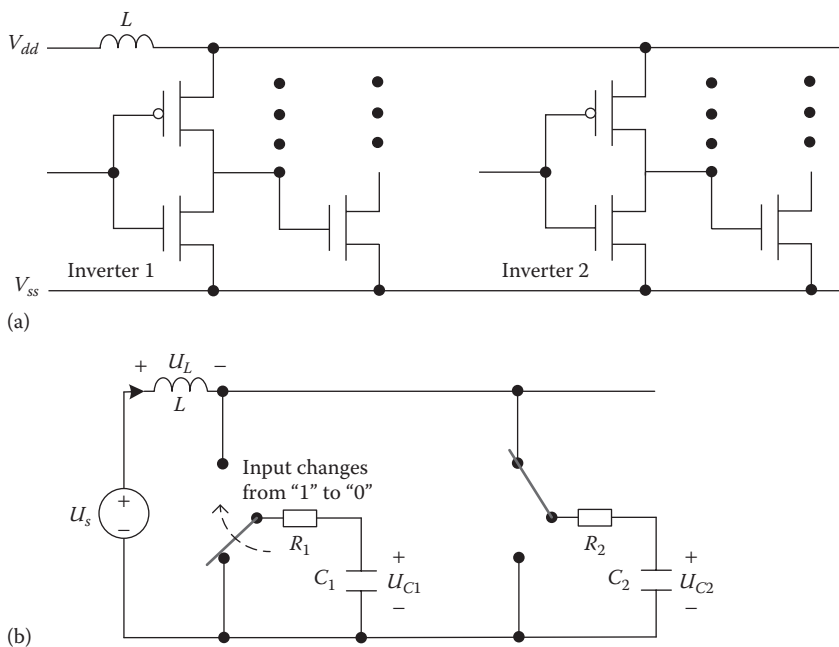 L
V_dd
Inverter 1
Inverter 2
V_ss
(a)
+ U_L −
L
Input changes
from "1" to "0"
+
U_s
−
R_1
R_2
+
C_1 U_C1
−
+
C_2 U_C2
−
(b)